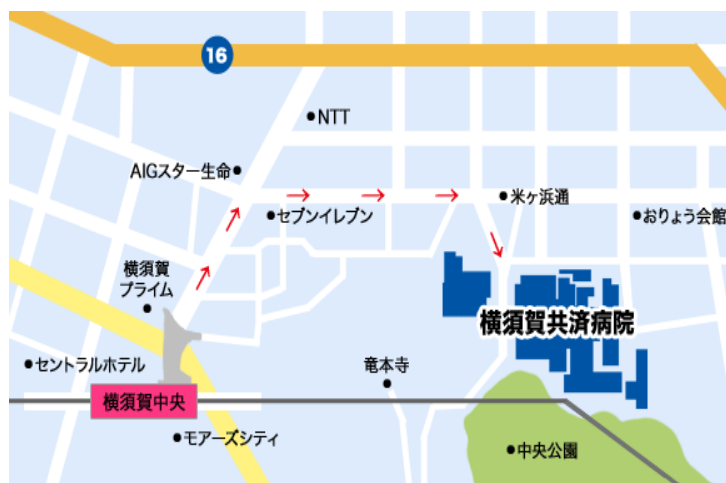 16
NTT
AIGスター生命
米ヶ浜通
セブンイレブン
おりょう会館
横須賀
プライム
横須賀共済病院
セントラルホテル
竜本寺
横須賀中央
モアーズシティ
中央公園